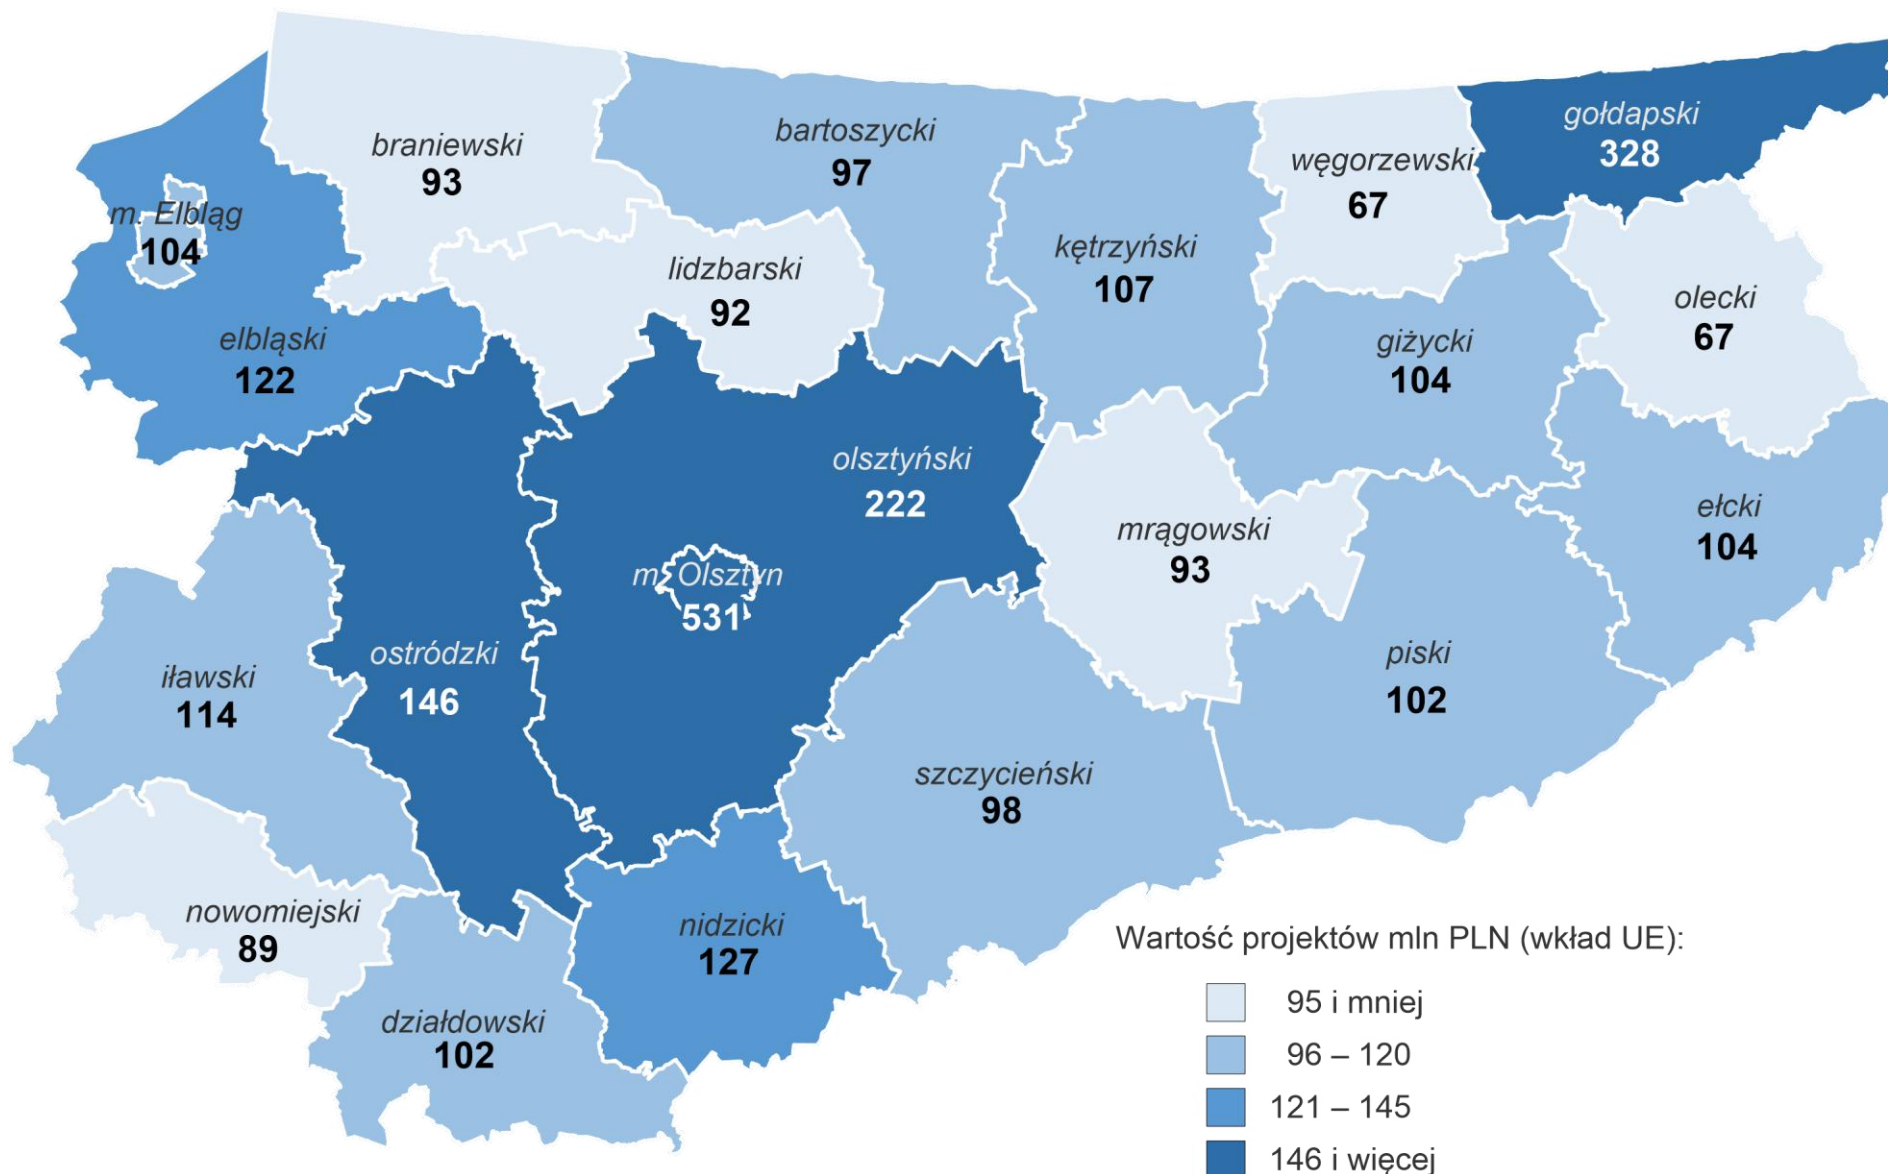 gołdapski
328
braniewski
93
bartoszycki
97
węgorzewski
67
m. Elbląg
104
lidzbarski
92
kętrzyński
107
olecki
67
elbląski
122
giżycki
104
olsztyński
222
mrągowski
93
ełcki
104
m. Olsztyn
531
iławski
114
ostródzki
146
piski
102
szczycieński
98
nowomiejski
89
nidzicki
127
działdowski
102
Wartość projektów mln PLN (wkład UE):
95 i mniej
96 – 120
121 – 145
146 i więcej